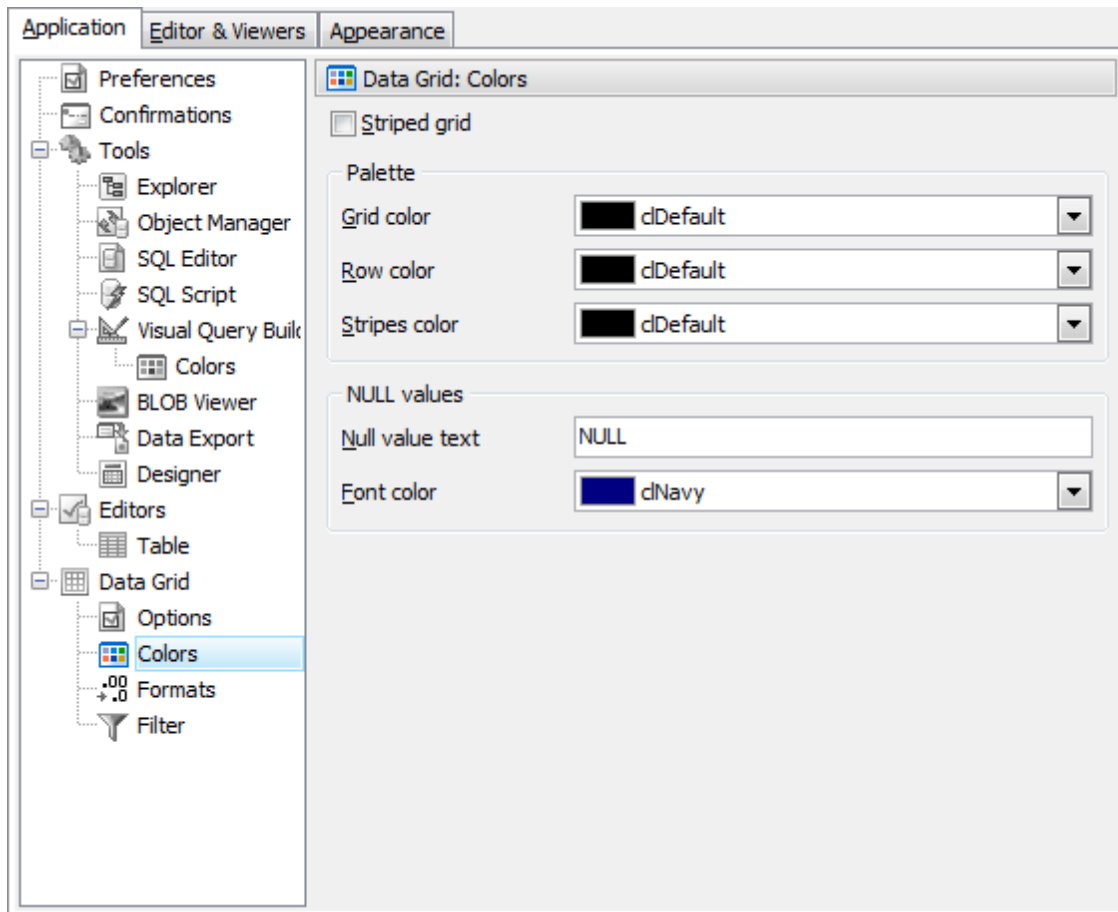 Application
Editor & Viewers
Appearance
Preferences
Confirmations
Tools
Explorer
Object Manager
SQL Editor
SQL Script
Visual Query Builc
Colors
BLOB Viewer
Data Export
Designer
Editors
Table
Data Grid
Options
Colors
Formats
Filter
Data Grid: Colors
Striped grid
Palette
Grid color
clDefault
Row color
clDefault
Stripes color
clDefault
NULL values
Null value text
NULL
Font color
clNavy